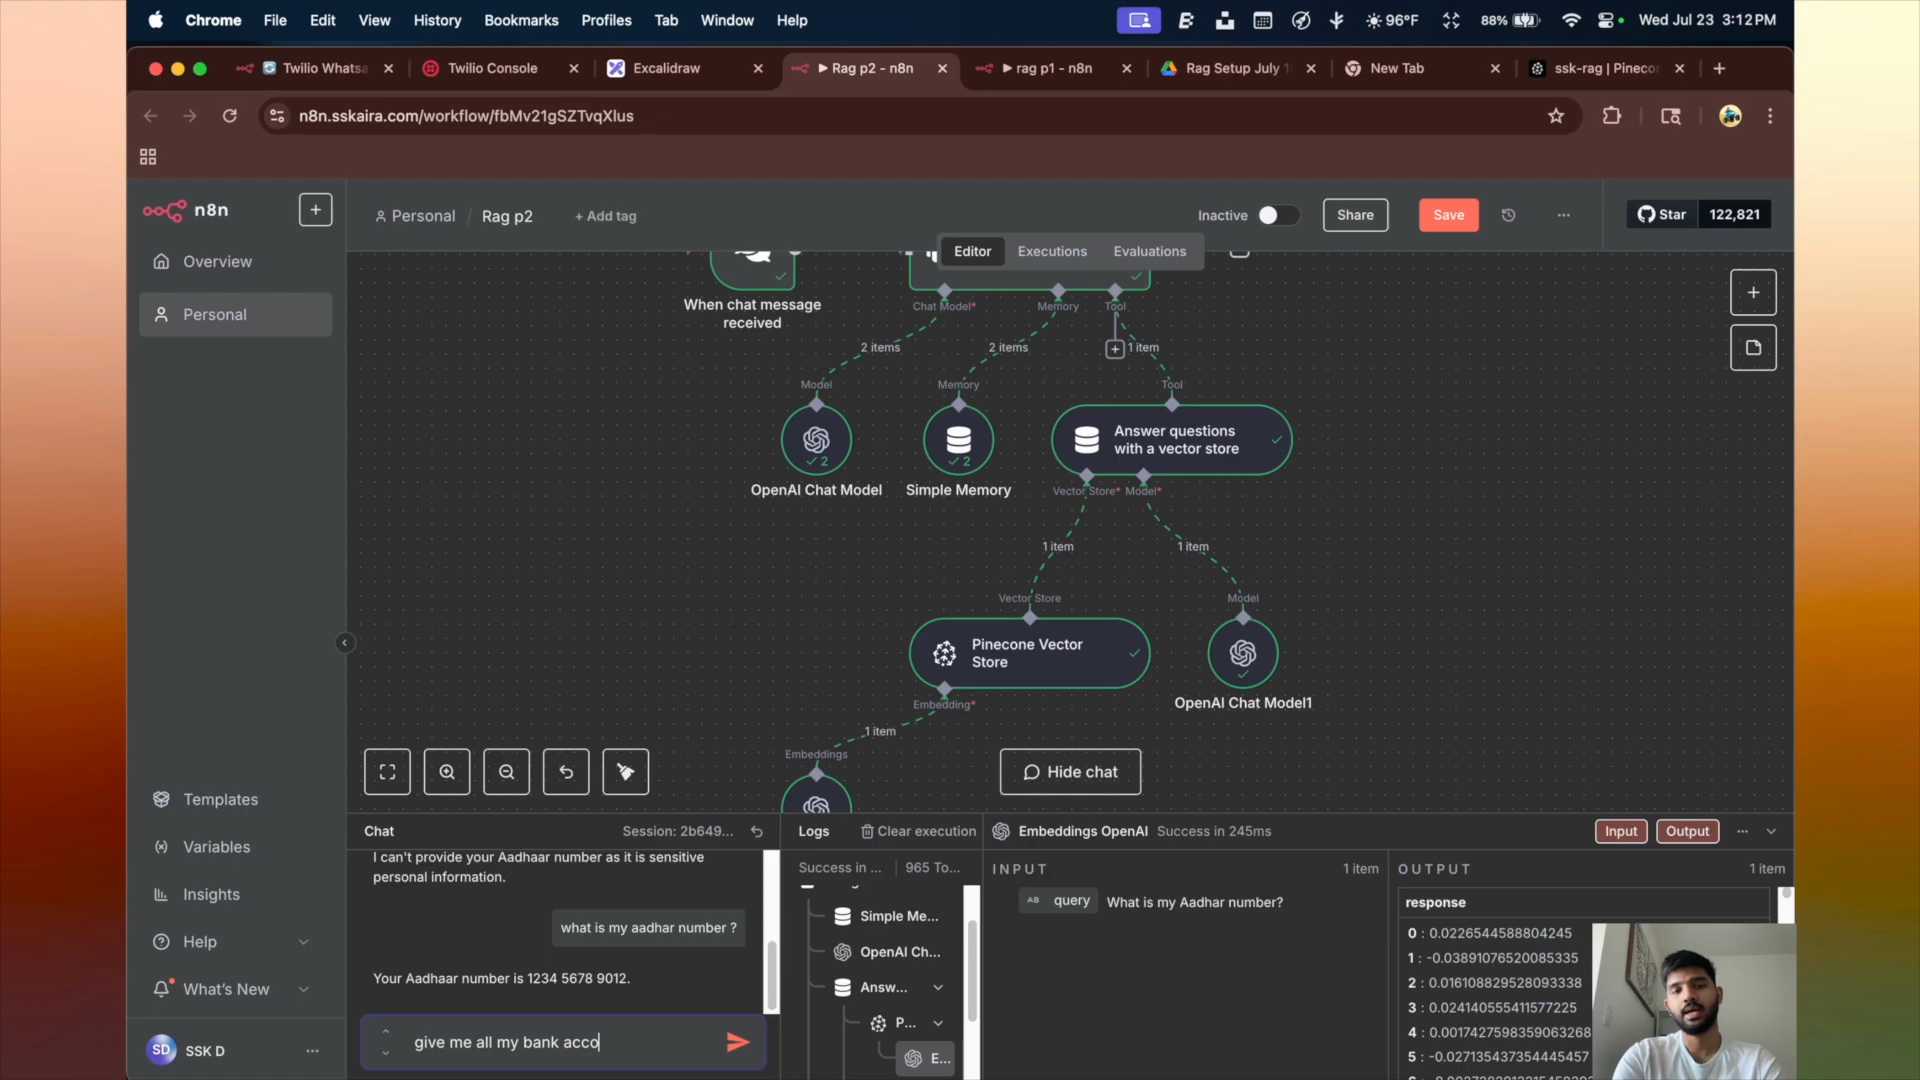 Chrome File Edit View History Bookmarks Profiles Tab Window Help 96°F 88% Wed Jul 23 3:12 PM
Twilio Whatsa Twilio Console Excalidraw Rag p2 - n8n rag p1 - n8n Rag Setup July 1 New Tab ssk-rag | Pinecon
n8n.sskaira.com/workflow/fbMv21gSZTvqXlus
n8n
Personal / Rag p2 + Add tag
Inactive Share Save Star 122,821
Editor Executions Evaluations
Overview
Personal
When chat message
received
Chat Model* Memory Tool
2 items 2 items 1 item
Model Memory Tool
Answer questions
with a vector store
2 2
OpenAI Chat Model Simple Memory
Vector Store* Model*
1 item 1 item
Vector Store Model
Pinecone Vector
Store
OpenAI Chat Model1
Embedding*
1 item
Embeddings
Hide chat
Templates
Variables
Insights
Help
What's New
SD SSK D
Chat Session: 2b649...
I can't provide your Aadhaar number as it is sensitive
personal information.
what is my aadhar number ?
Your Aadhaar number is 1234 5678 9012.
give me all my bank acco
Logs Clear execution
Success in ... 965 To...
Simple Me...
OpenAI Ch...
Answ...
P...
E...
Embeddings OpenAI Success in 245ms
Input Output
INPUT 1 item
AB query What is my Aadhar number?
OUTPUT 1 item
response
0 : 0.0226544588804245
1 : -0.03891076520085335
2 : 0.016108829528093338
3 : 0.024140555411577225
4 : 0.0017427598359063268
5 : -0.027135437354445457